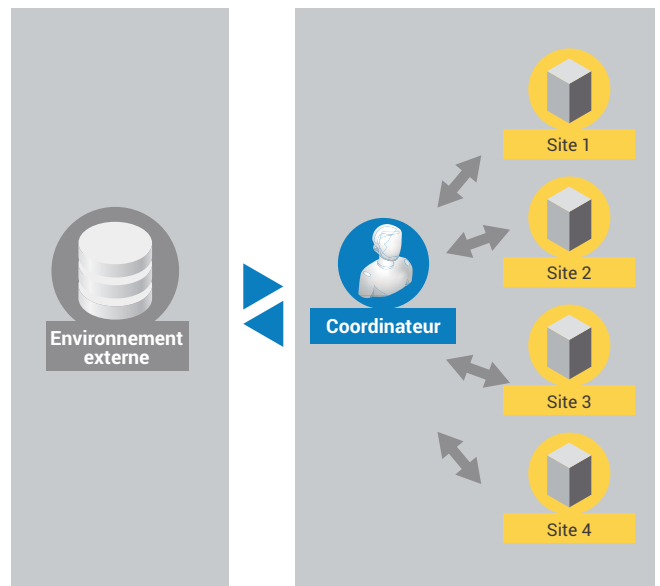 Environnement
externe
Coordinateur
Site 1
Site 2
Site 3
Site 4